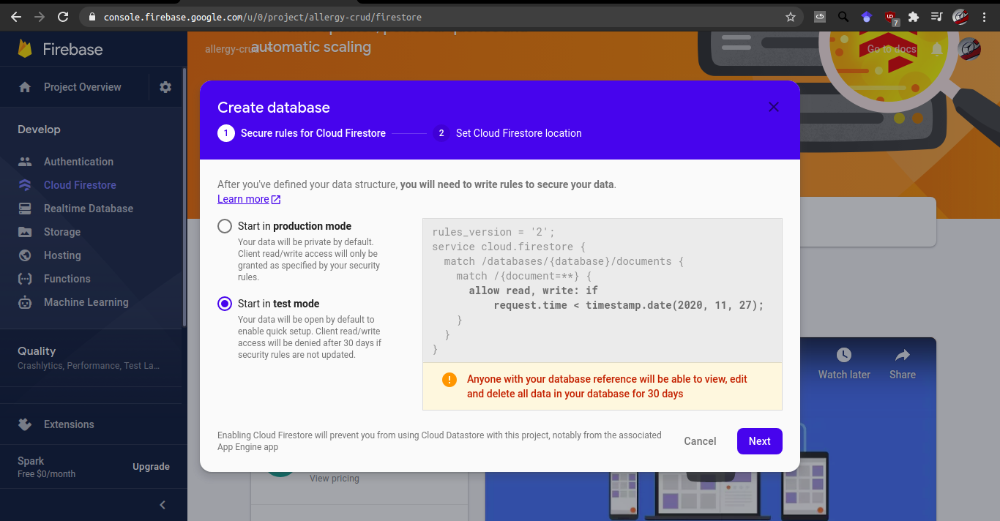 console.firebase.google.com/u/0/project/allergy-crud/firestore
7
Firebase
allergy-crud
automatic scaling
Go to docs
Project Overview
Develop
Authentication
Cloud Firestore
Realtime Database
Storage
Hosting
Functions
Machine Learning
Quality
Crashlytics, Performance, Test La...
Extensions
Spark
Free $0/month
Upgrade
Create database
1 Secure rules for Cloud Firestore
2 Set Cloud Firestore location
After you've defined your data structure, you will need to write rules to secure your data.
Learn more
Start in production mode
Your data will be private by default.
Client read/write access will only be
granted as specified by your security
rules.
Start in test mode
Your data will be open by default to
enable quick setup. Client read/write
access will be denied after 30 days if
security rules are not updated.
rules_version = '2';
service cloud.firestore {
match /databases/{database}/documents {
match /{document=**} {
allow read, write: if
request.time < timestamp.date(2020, 11, 27);
}
}
}
! Anyone with your database reference will be able to view, edit
and delete all data in your database for 30 days
Enabling Cloud Firestore will prevent you from using Cloud Datastore with this project, notably from the associated
App Engine app
Cancel
Next
Watch later
Share
View pricing